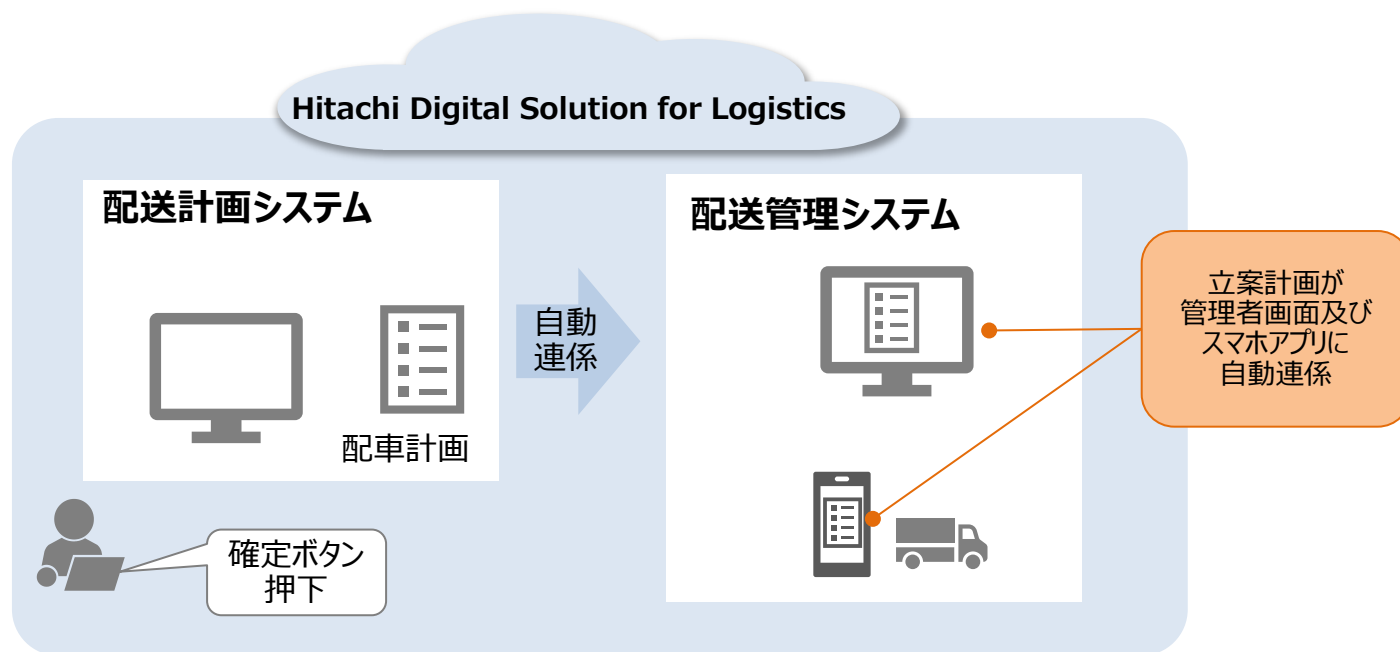 Hitachi Digital Solution for Logistics
配送計画システム
配車計画
自動
連係
配送管理システム
立案計画が
管理者画面及び
スマホアプリに
自動連係
確定ボタン
押下